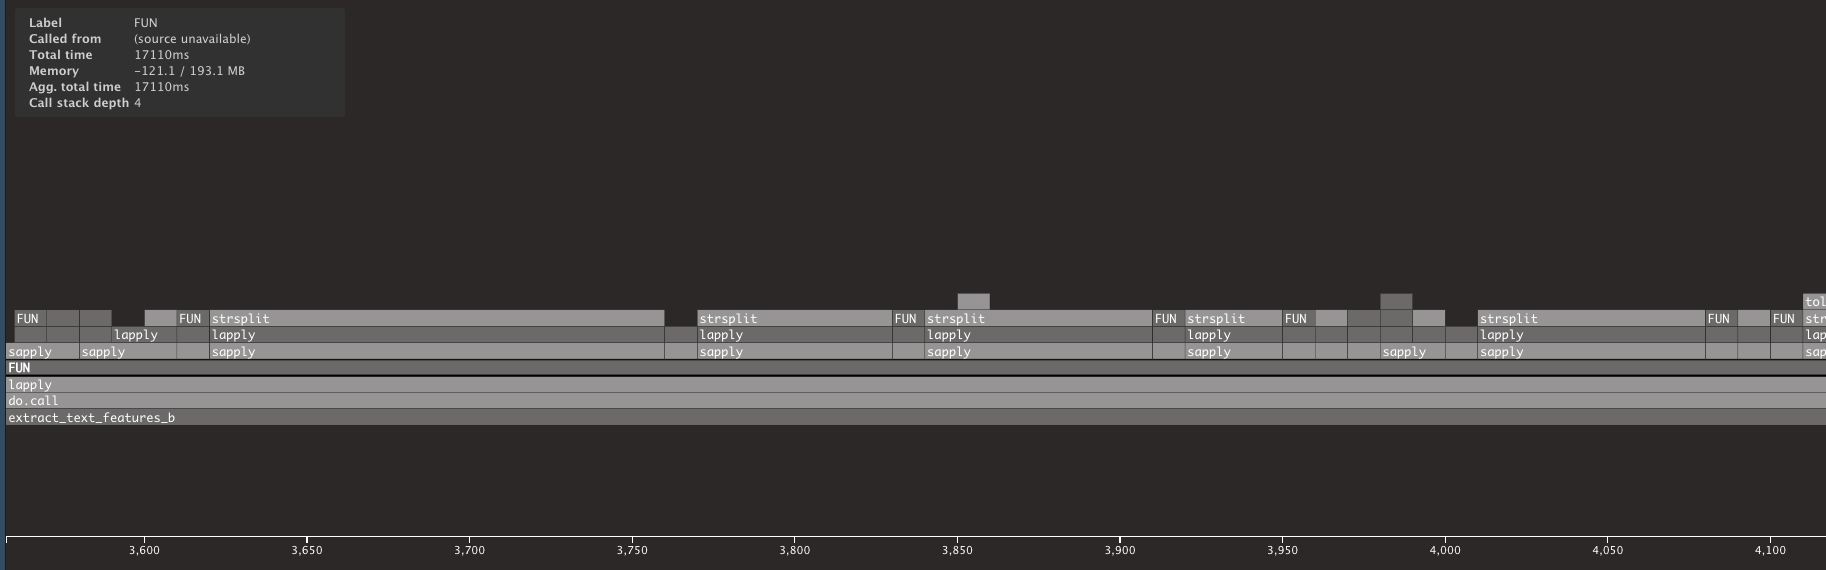 Label FUN
Called from (source unavailable)
Total time 17110ms
Memory -121.1 / 193.1 MB
Agg. total time 17110ms
Call stack depth 4
tol
FUN FUN strsplit strsplit FUN strsplit FUN strsplit FUN strsplit FUN FUN str
lapply lapply lapply lapply lapply lapply lap
sapply sapply sapply sapply sapply sapply sapply sapply sap
FUN
lapply
do.call
extract_text_features_b
3,600 3,650 3,700 3,750 3,800 3,850 3,900 3,950 4,000 4,050 4,100